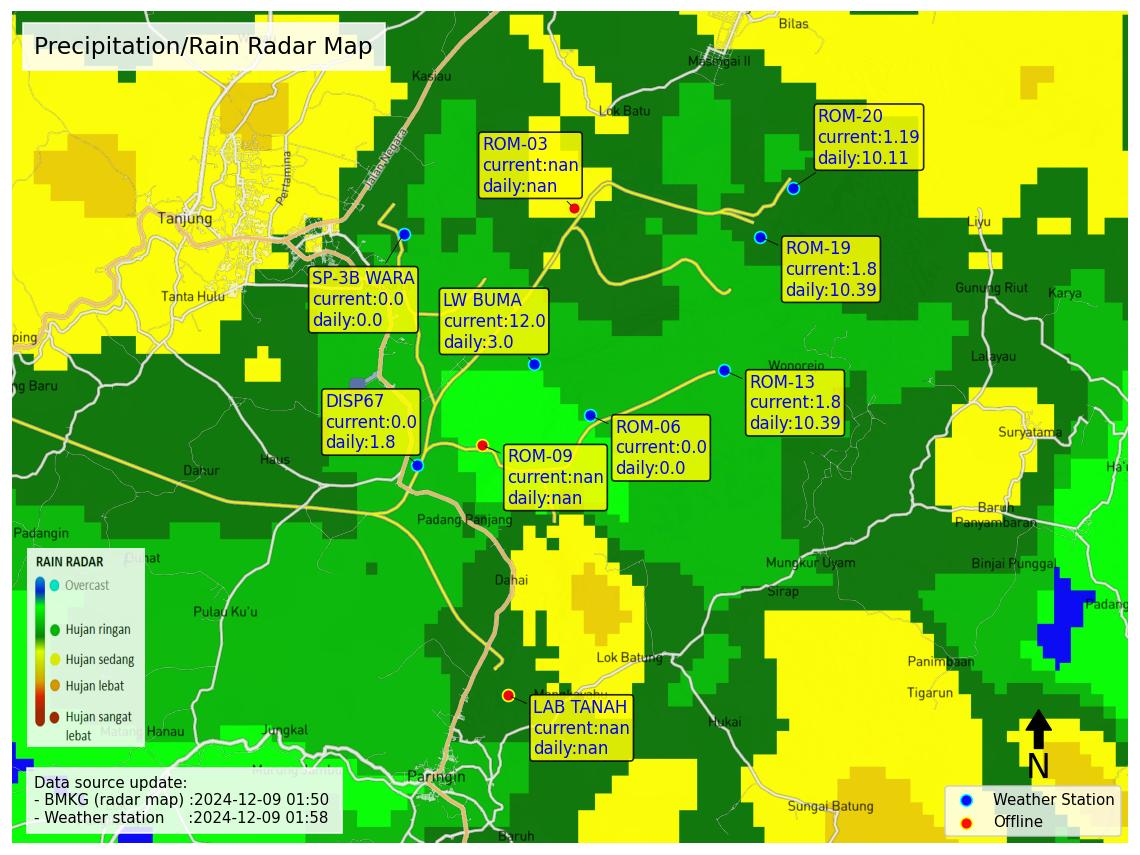 Precipitation/Rain Radar Map
Bilas
Masingai II
Kasiau
Lok Batu
Jalan Negara
Pertamina
ROM-20
current:1.19
daily:10.11
ROM-03
current:nan
daily:nan
Tanjung
Liyu
ROM-19
current:1.8
daily:10.39
SP-3B WARA
current:0.0
daily:0.0
LW BUMA
current:12.0
daily:3.0
Tanta Hulu
Gunung Riut
Karya
ping
Lalayau
Wonorejo
ng Baru
ROM-13
current:1.8
daily:10.39
DISP67
current:0.0
daily:1.8
ROM-06
current:0.0
daily:0.0
Suryatama
ROM-09
current:nan
daily:nan
Haus
Dahur
Ha'u
Baruh
Panyambaran
Padang Panjang
Padangin
Mungkur Uyam
Binjai Punggal
Dahai
Sirap
Padang
Pulau Ku'u
RAIN RADAR
Overcast
Hujan ringan
Hujan sedang
Hujan lebat
Hujan sangat
lebat
Lok Batung
Panimbaan
Tigarun
LAB TANAH
current:nan
daily:nan
Hukai
Matang Hanau
Jungkal
Murung Jambu
Paringin
N
Data source update:
- BMKG (radar map) :2024-12-09 01:50
- Weather station :2024-12-09 01:58
Sungai Batung
Baruh
Weather Station
Offline